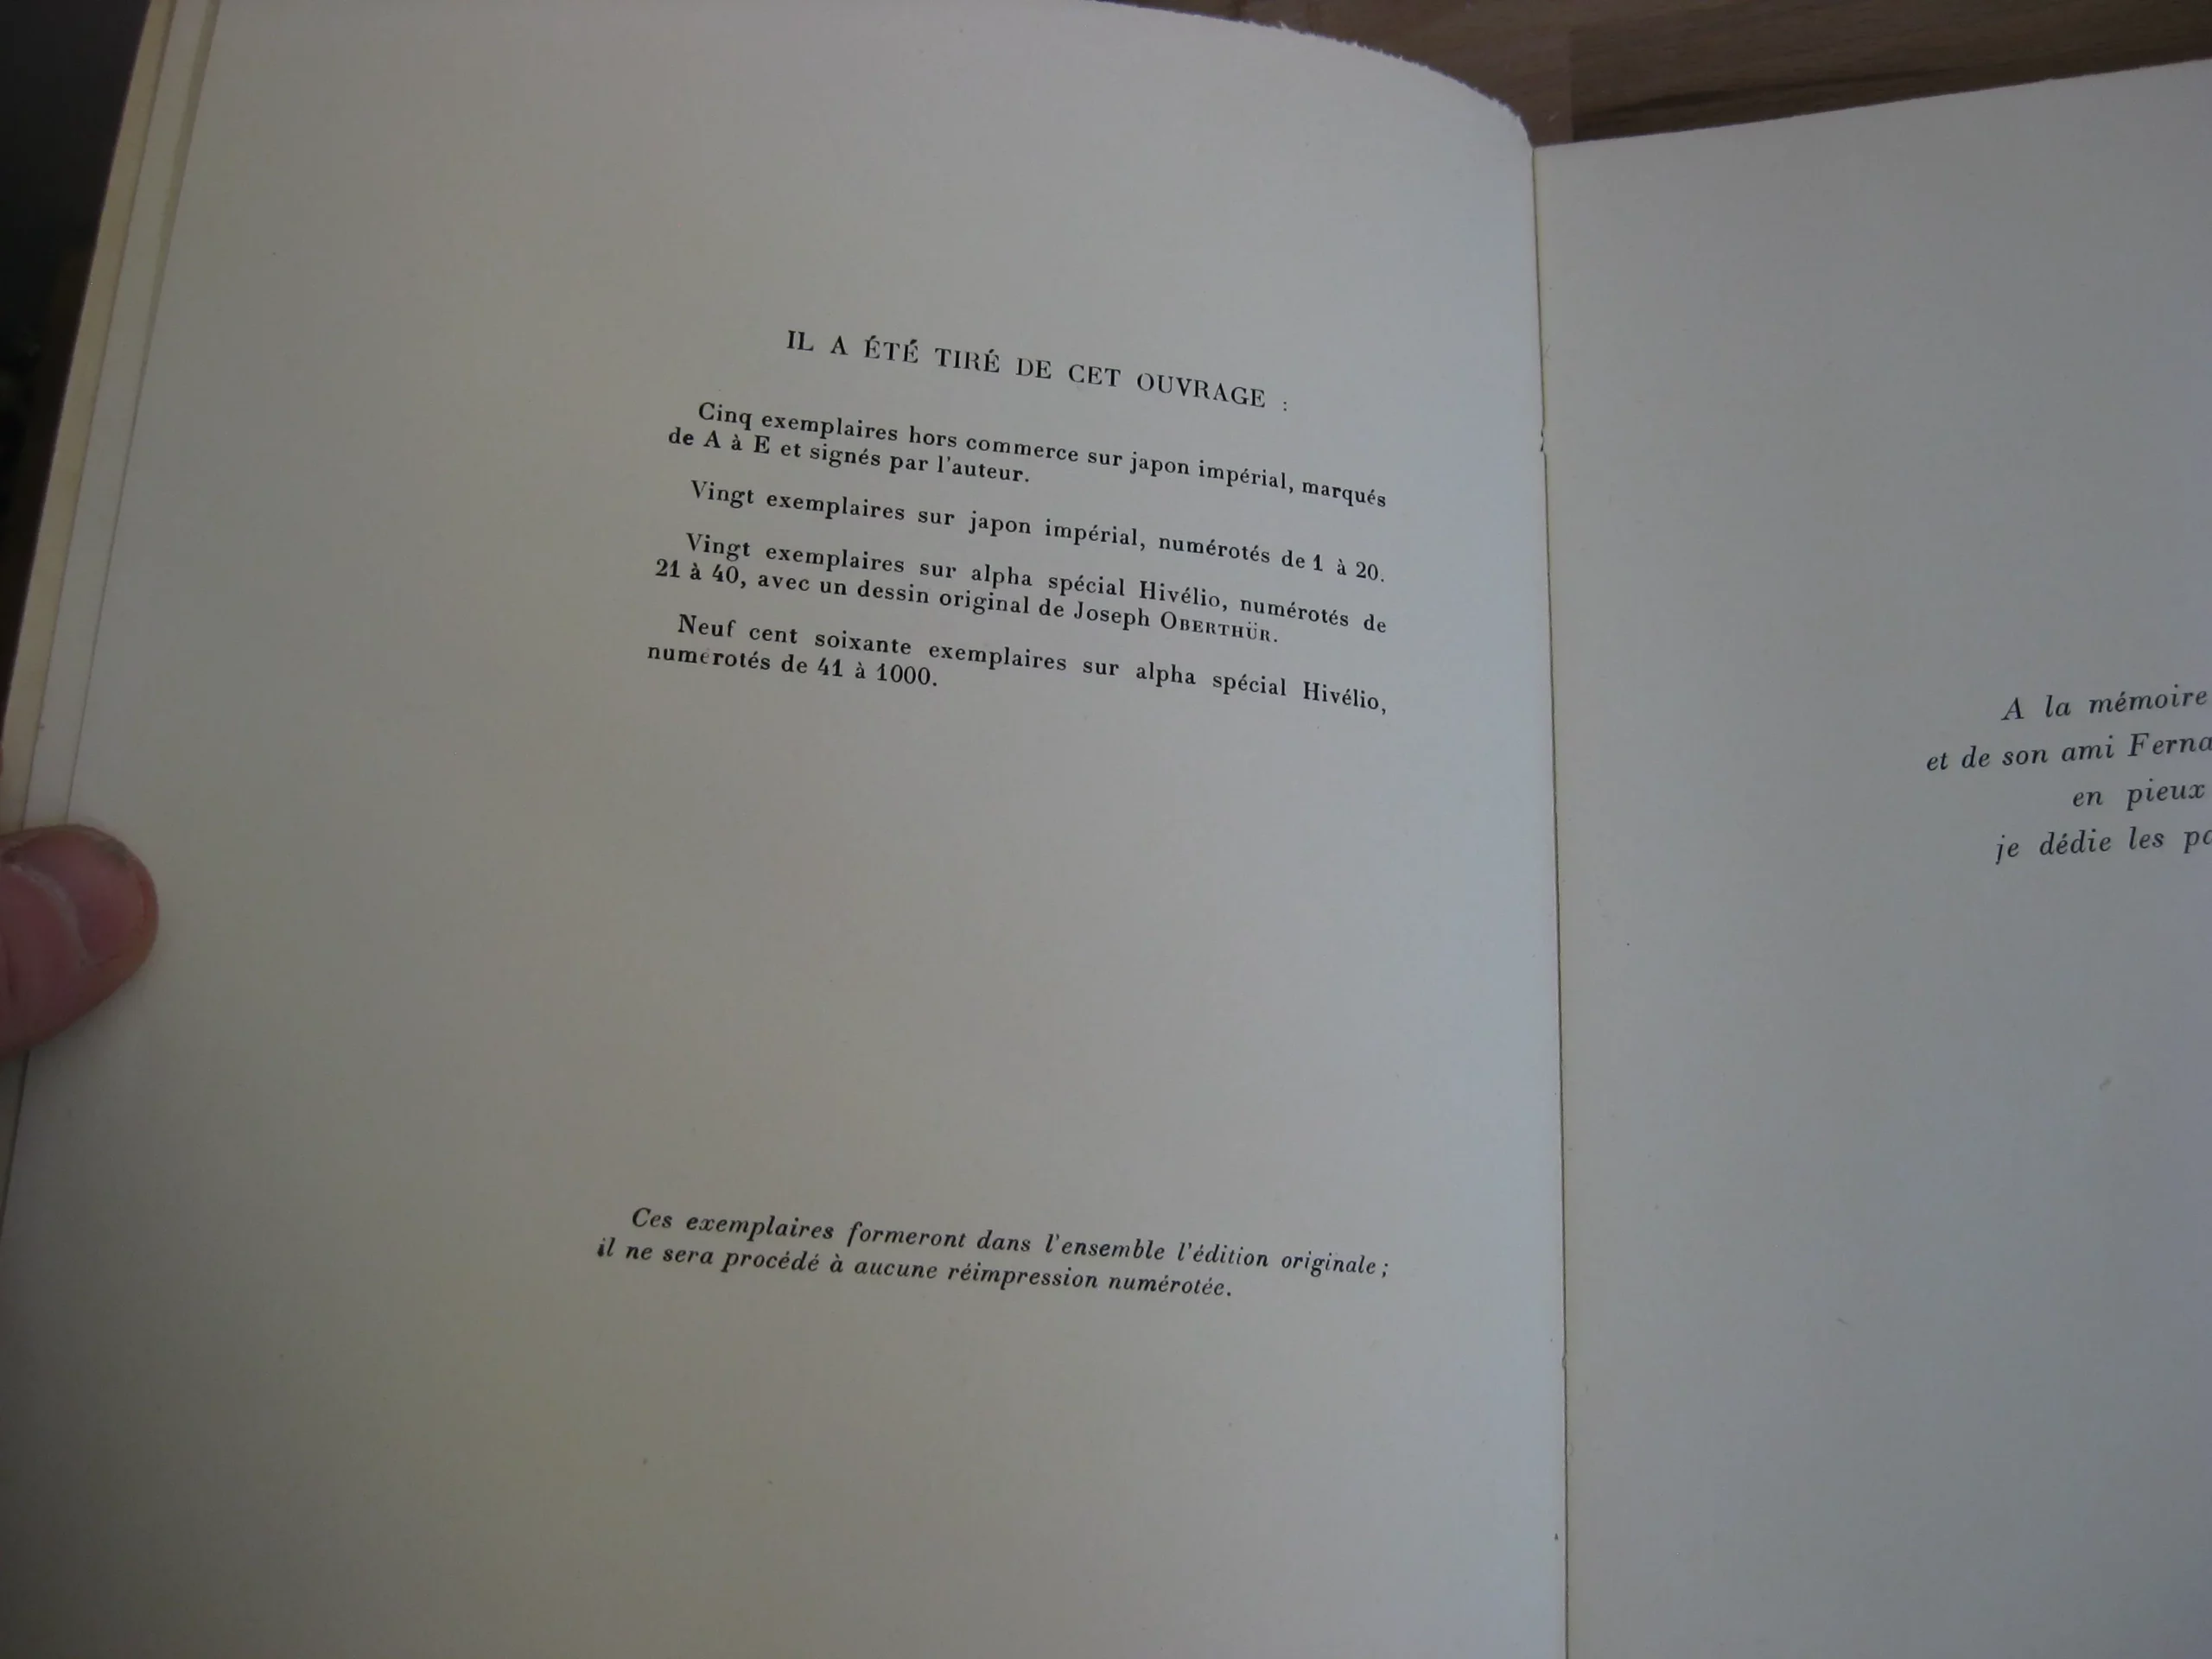 IL A ÉTÉ TIRÉ DE CET OUVRAGE :
Cinq exemplaires hors commerce sur japon impérial, marqués
de A à E et signés par l'auteur.
Vingt exemplaires sur japon impérial, numérotés de 1 à 20.
Vingt exemplaires sur alpha spécial Hivélio, numérotés de
21 à 40, avec un dessin original de Joseph OBERTHÜR.
Neuf cent soixante exemplaires sur alpha spécial Hivélio,
numérotés de 41 à 1000.
Ces exemplaires formeront dans l'ensemble l'édition originale ;
il ne sera procédé à aucune réimpression numérotée.
A la mémoire
et de son ami
en pieux
je dédie les